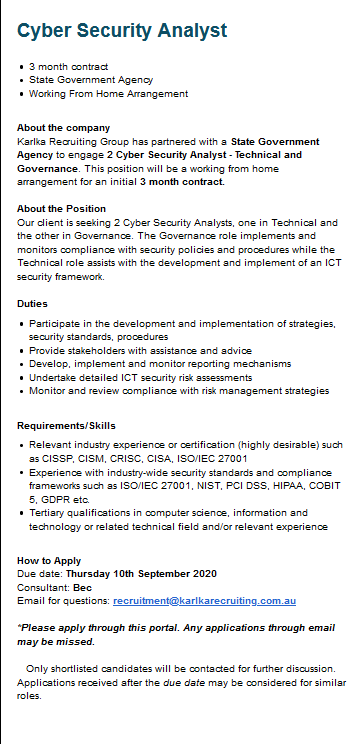 Cyber Security Analyst
• 3 month contract
• State Government Agency
• Working From Home Arrangement
About the company
Karlka Recruiting Group has partnered with a State Government
Agency to engage 2 Cyber Security Analyst - Technical and
Governance. This position will be a working from home
arrangement for an initial 3 month contract.
About the Position
Our client is seeking 2 Cyber Security Analysts, one in Technical and
the other in Governance. The Governance role implements and
monitors compliance with security policies and procedures while the
Technical role assists with the development and implement of an ICT
security framework.
Duties
• Participate in the development and implementation of strategies,
security standards, procedures
• Provide stakeholders with assistance and advice
• Develop, implement and monitor reporting mechanisms
• Undertake detailed ICT security risk assessments
• Monitor and review compliance with risk management strategies
Requirements/Skills
• Relevant industry experience or certification (highly desirable) such
as CISSP, CISM, CRISC, CISA, ISO/IEC 27001
• Experience with industry-wide security standards and compliance
frameworks such as ISO/IEC 27001, NIST, PCI DSS, HIPAA, COBIT
5, GDPR etc.
• Tertiary qualifications in computer science, information and
technology or related technical field and/or relevant experience
How to Apply
Due date: Thursday 10th September 2020
Consultant: Bec
Email for questions: recruitment@karlkarecruiting.com.au
*Please apply through this portal. Any applications through email
may be missed.
Only shortlisted candidates will be contacted for further discussion.
Applications received after the due date may be considered for similar
roles.